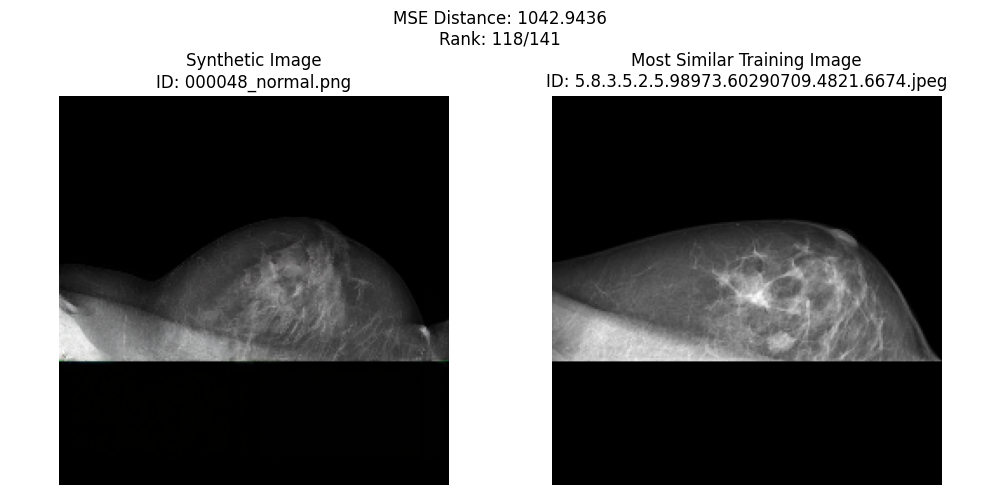 MSE Distance: 1042.9436
Rank: 118/141
Synthetic Image
ID: 000048_normal.png
Most Similar Training Image
ID: 5.8.3.5.2.5.98973.60290709.4821.6674.jpeg